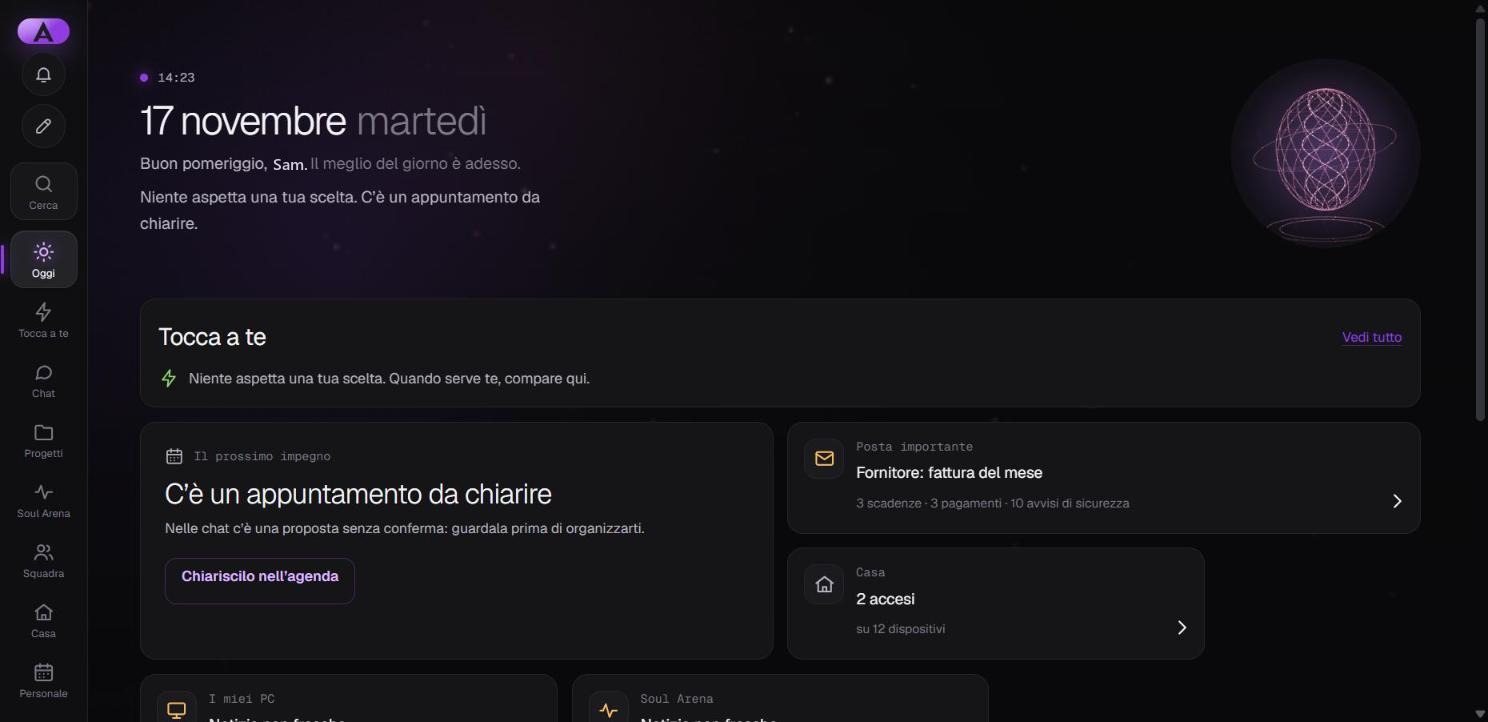 A
14:23
17 novembre martedì
Buon pomeriggio, Sam. Il meglio del giorno è adesso.
Niente aspetta una tua scelta. C’è un appuntamento da
chiarire.
Cerca
Oggi
Tocca a te
Chat
Progetti
Soul Arena
Squadra
Casa
Personale
Tocca a te
Vedi tutto
Niente aspetta una tua scelta. Quando serve te, compare qui.
Il prossimo impegno
C’è un appuntamento da chiarire
Nelle chat c’è una proposta senza conferma: guardala prima di organizzarti.
Chiariscilo nell’agenda
Posta importante
Fornitore: fattura del mese
3 scadenze · 3 pagamenti · 10 avvisi di sicurezza
Casa
2 accesi
su 12 dispositivi
I miei PC
Soul Arena